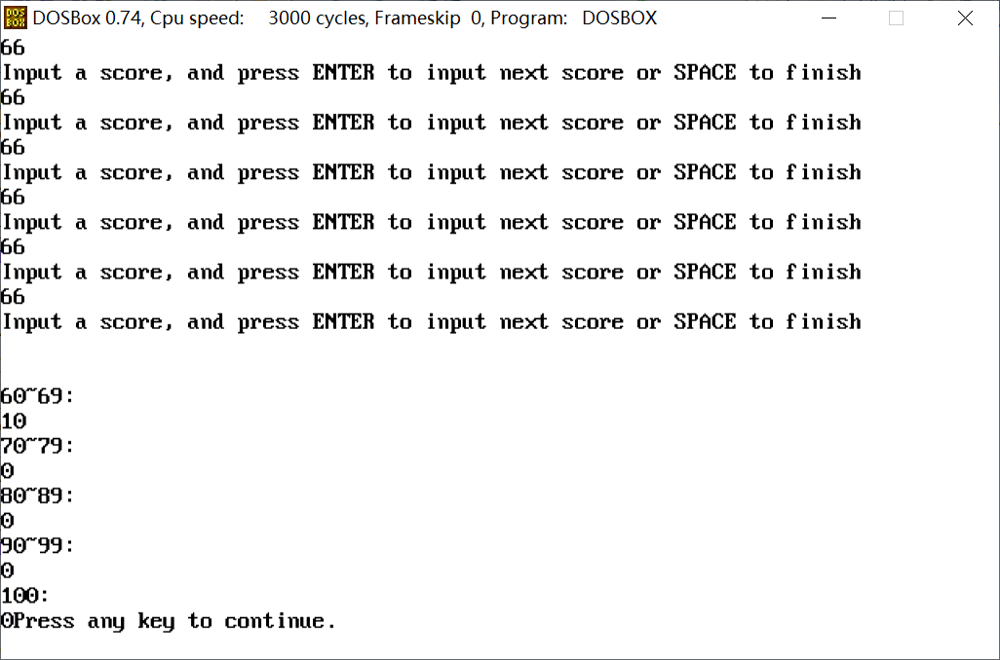 DOS
BOX
DOSBox 0.74, Cpu speed:    3000 cycles, Frameskip  0, Program:   DOSBOX
66
Input a score, and press ENTER to input next score or SPACE to finish
66
Input a score, and press ENTER to input next score or SPACE to finish
66
Input a score, and press ENTER to input next score or SPACE to finish
66
Input a score, and press ENTER to input next score or SPACE to finish
66
Input a score, and press ENTER to input next score or SPACE to finish
66
Input a score, and press ENTER to input next score or SPACE to finish
60~69:
10
70~79:
0
80~89:
0
90~99:
0
100:
0Press any key to continue.